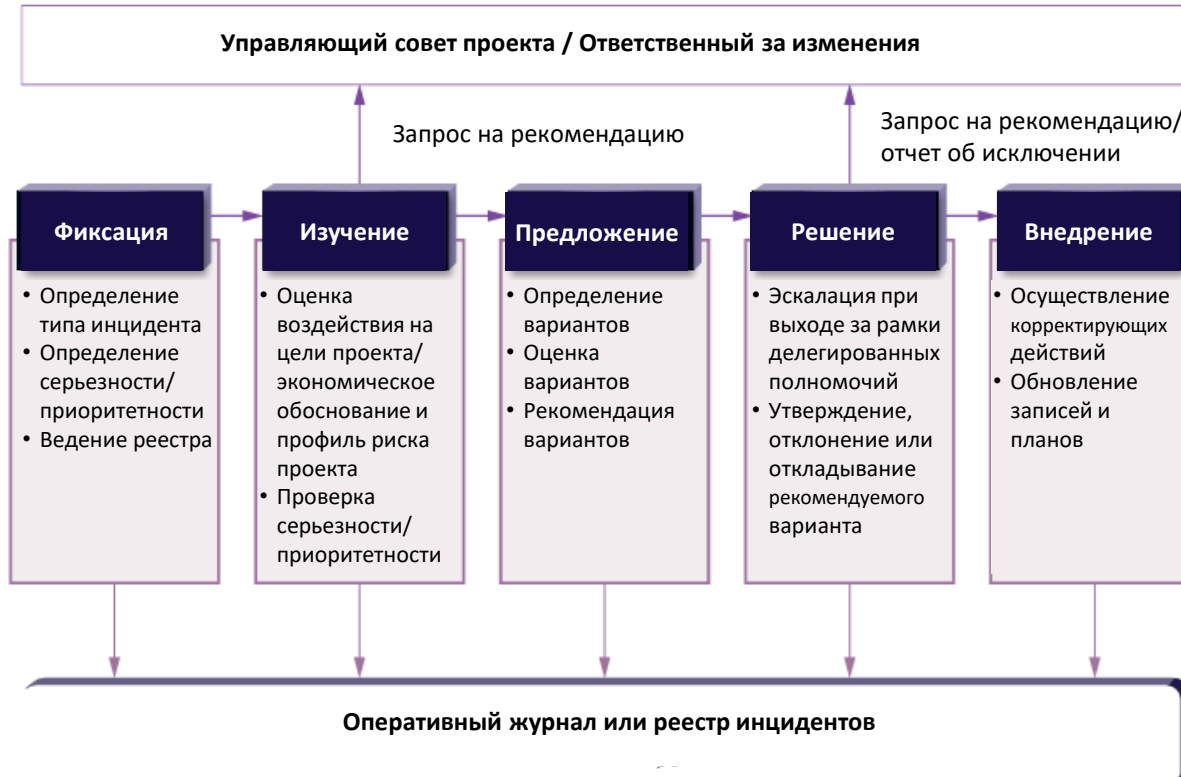 Управляющий совет проекта / Ответственный за изменения
Запрос на рекомендацию
Запрос на рекомендацию/
отчет об исключении
Фиксация
• Определение
типа инцидента
• Определение
серьезности/
приоритетности
• Ведение реестра
Изучение
• Оценка
воздействия на
цели проекта/
экономическое
обоснование и
профиль риска
проекта
• Проверка
серьезности/
приоритетности
Предложение
• Определение
вариантов
• Оценка
вариантов
• Рекомендация
вариантов
Решение
• Эскалация при
выходе за рамки
делегированных
полномочий
• Утверждение,
отклонение или
откладывание
рекомендуемого
варианта
Внедрение
• Осуществление
корректирующих
действий
• Обновление
записей и
планов
Оперативный журнал или реестр инцидентов